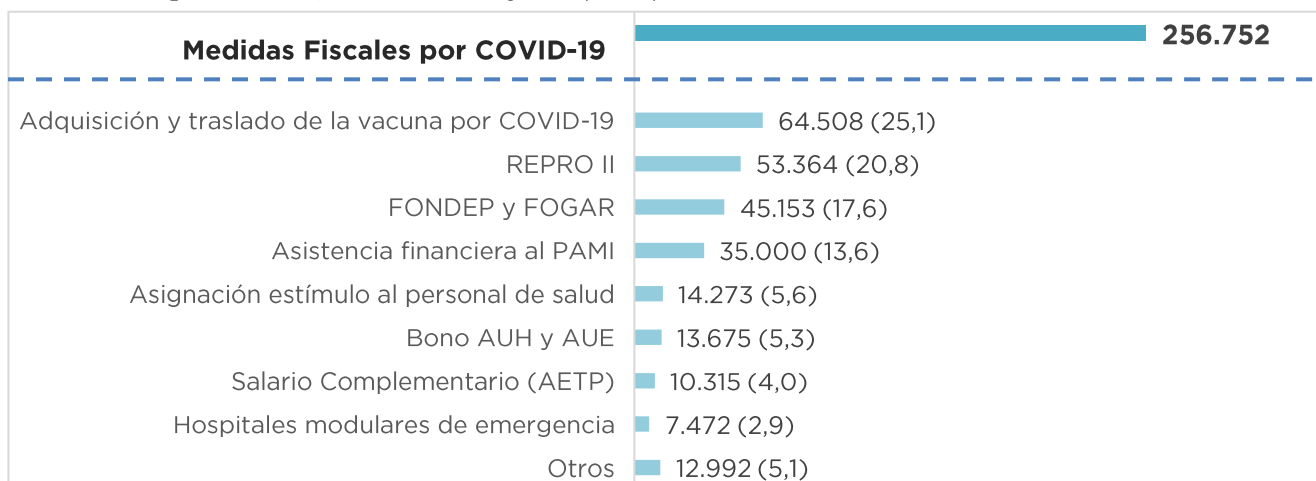 Medidas Fiscales por COVID-19 256.752
Adquisición y traslado de la vacuna por COVID-19 64.508 (25,1)
REPRO II 53.364 (20,8)
FONDEP y FOGAR 45.153 (17,6)
Asistencia financiera al PAMI 35.000 (13,6)
Asignación estímulo al personal de salud 14.273 (5,6)
Bono AUH y AUE 13.675 (5,3)
Salario Complementario (AETP) 10.315 (4,0)
Hospitales modulares de emergencia 7.472 (2,9)
Otros 12.992 (5,1)